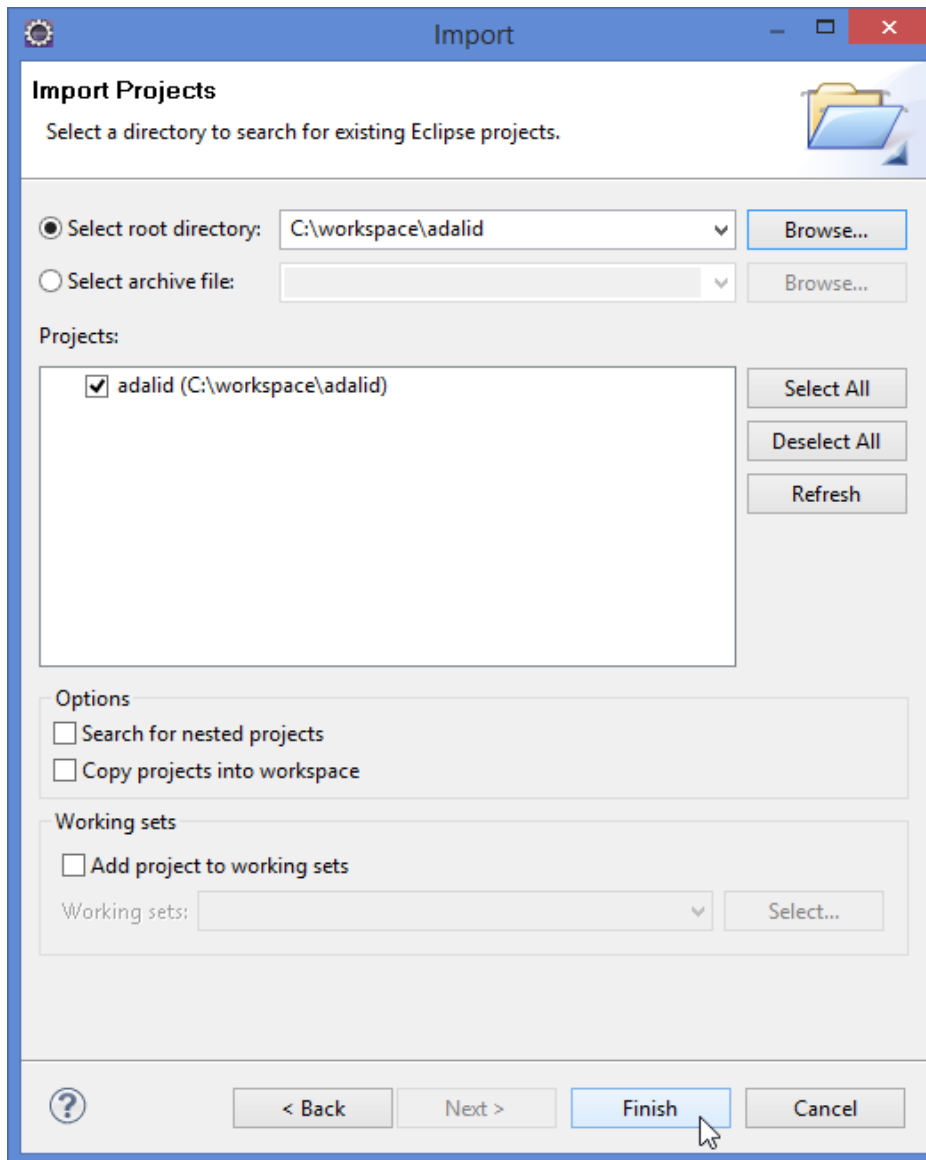 Import
Import Projects
Select a directory to search for existing Eclipse projects.
Select root directory: C:\workspace\adalid Browse...
Select archive file: Browse...
Projects:
adalid (C:\workspace\adalid)
Select All
Deselect All
Refresh
Options
Search for nested projects
Copy projects into workspace
Working sets
Add project to working sets
Working sets: Select...
? < Back Next > Finish Cancel